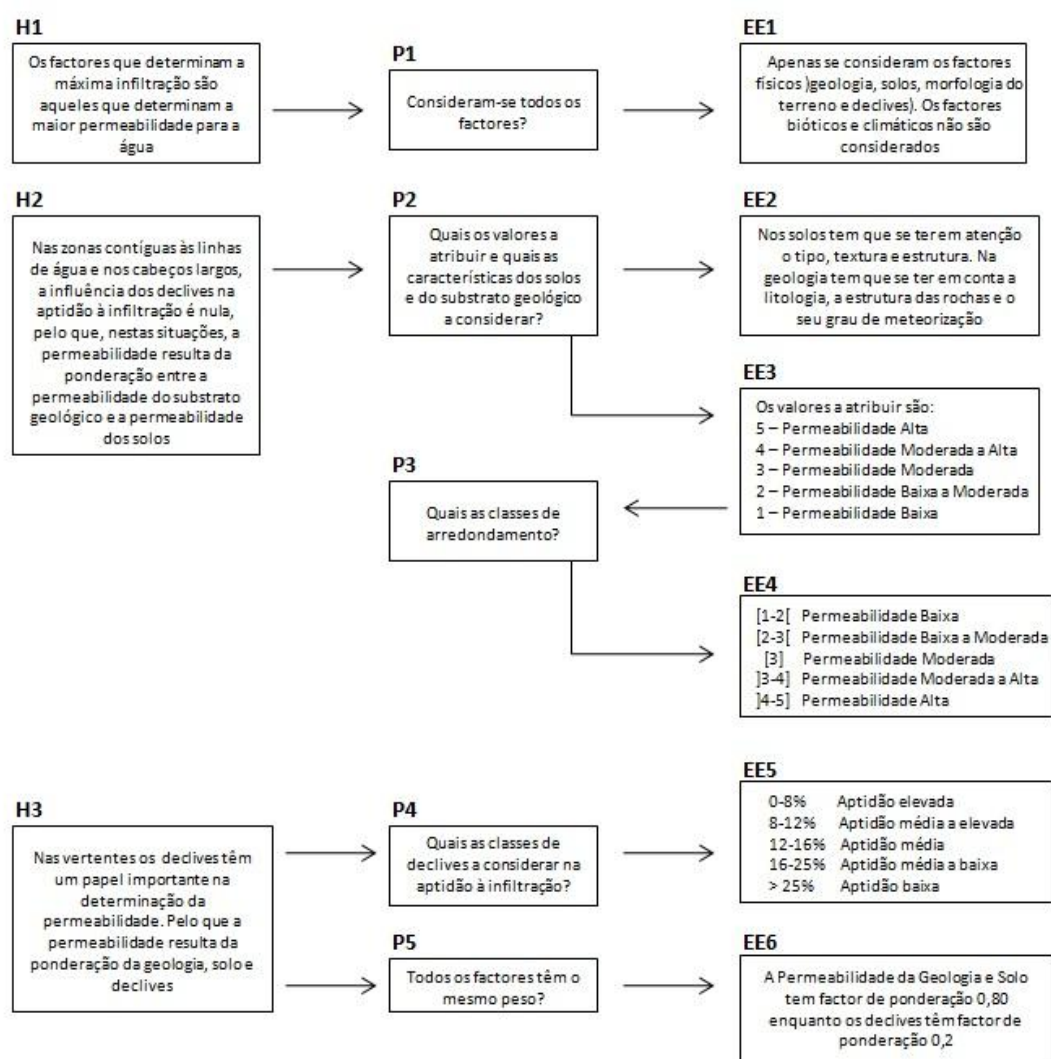 H1
Os factores que determinam a
máxima infiltração são
aqueles que determinam a
maior permeabilidade para a
água
P1
Consideram-se todos os
factores?
EE1
Apenas se consideram os factores
físicos )geologia, solos, morfologia do
terreno e declives). Os factores
bióticos e climáticos não são
considerados
H2
Nas zonas contíguas às linhas
de água e nos cabeços largos,
a influência dos declives na
aptidão à infiltração é nula,
pelo que, nestas situações, a
permeabilidade resulta da
ponderação entre a
permeabilidade do substrato
geológico e a permeabilidade
dos solos
P2
Quais os valores a
atribuir e quais as
características dos solos
e do substrato geológico
a considerar?
EE2
Nos solos tem que se ter em atenção
o tipo, textura e estrutura. Na
geologia tem que se ter em conta a
litologia, a estrutura das rochas e o
seu grau de meteorização
EE3
Os valores a atribuir são:
5 – Permeabilidade Alta
4 – Permeabilidade Moderada a Alta
3 – Permeabilidade Moderada
2 – Permeabilidade Baixa a Moderada
1 – Permeabilidade Baixa
P3
Quais as classes de
arredondamento?
EE4
[1-2[ Permeabilidade Baixa
[2-3[ Permeabilidade Baixa a Moderada
[3] Permeabilidade Moderada
]3-4] Permeabilidade Moderada a Alta
]4-5] Permeabilidade Alta
H3
Nas vertentes os declives têm
um papel importante na
determinação da
permeabilidade. Pelo que a
permeabilidade resulta da
ponderação da geologia, solo e
declives
P4
Quais as classes de
declives a considerar na
aptidão à infiltração?
EE5
0-8% Aptidão elevada
8-12% Aptidão média a elevada
12-16% Aptidão média
16-25% Aptidão média a baixa
> 25% Aptidão baixa
P5
Todos os factores têm o
mesmo peso?
EE6
A Permeabilidade da Geologia e Solo
tem factor de ponderação 0,80
enquanto os declives têm factor de
ponderação 0,2